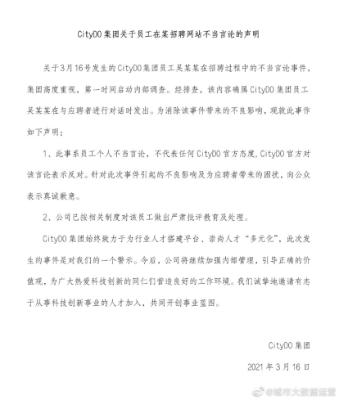 CityDO集团关于员工在某招聘网站不当言论的声明
关于3月16号发生的CityDO集团员工吴某某在招聘过程中的不当言论事件，
集团高度重视，第一时间启动内部调查。经排查，该内容确属CityDO集团员工
吴某某在与应聘者进行对话时发出。为消除该事件带来的不良影响，现就此事件
如下声明：
1、此事系员工个人不当言论，不代表任何CityDO官方态度，CityDO官方对
该言论表示反对。针对此次事件引起的不良影响及为应聘者带来的困扰，向公众
表示真诚歉意。
2、公司已按相关制度对该员工做出严肃批评教育及处理。
CityDO集团始终致力于为行业人才搭建平台、崇尚人才“多元化”，此次发
生的事件是对我们的一个警示。今后，公司将继续加强内部管理，引导正确的价
值观，为广大热爱科技创新的同仁们营造良好的工作环境。我们诚挚地邀请有志
于从事科技创新事业的人才加入，共同开创事业蓝图。
CityDO 集团
2021 年 3 月 16 日
@城市大数据运营